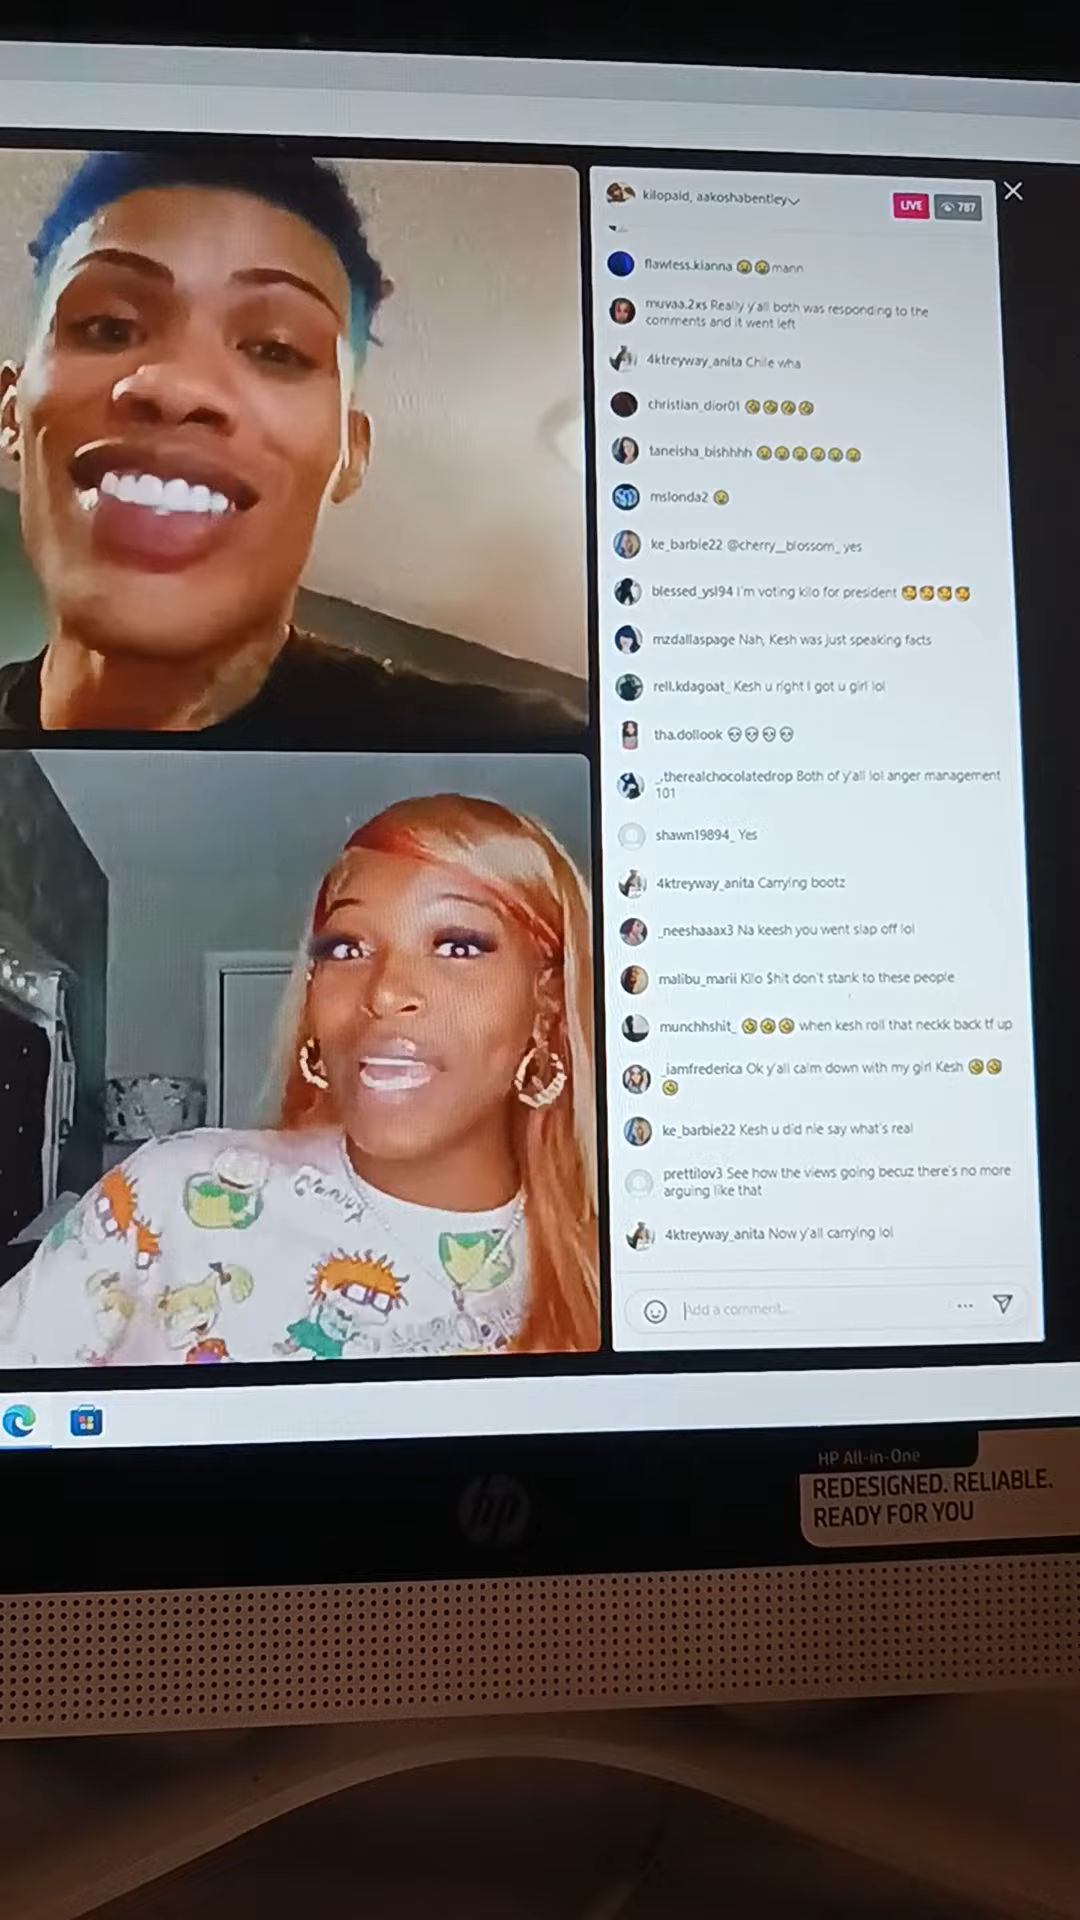 kilopaid, aakoshabentley
LIVE
787
flawless.kianna 😢😢mann
muvaa.2xs Really y'all both was responding to the
comments and it went left
4ktreyway_anita Chile wha
christian_dior01 🤣🤣🤣🤣
taneisha_bishhhh 😢😢😢😢😢😢
mslonda2 😢
ke_barbie22 @cherry__blossom_ yes
blessed_ysl94 I'm voting kilo for president 🥰🥰🥰🥰
mzdallaspage Nah, Kesh was just speaking facts
rell.kdagoat_ Kesh u right I got u girl lol
tha.dollook 💀💀💀💀
_.therealchocolatedrop Both of y'all lol anger management
101
shawn19894_ Yes
4ktreyway_anita Carrying bootz
_neeshaaax3 Na keesh you went slap off lol
malibu_marii Kilo $hit don't stank to these people
munchhshit_ 🤣🤣🤣 when kesh roll that neckk back tf up
_iamfrederica Ok y'all calm down with my girl Kesh 🤣🤣
🤣
ke_barbie22 Kesh u did nie say what's real
prettilov3 See how the views going becuz there's no more
arguing like that
4ktreyway_anita Now y'all carrying lol
Add a comment...
hp
HP All-in-One
REDESIGNED. RELIABLE.
READY FOR YOU